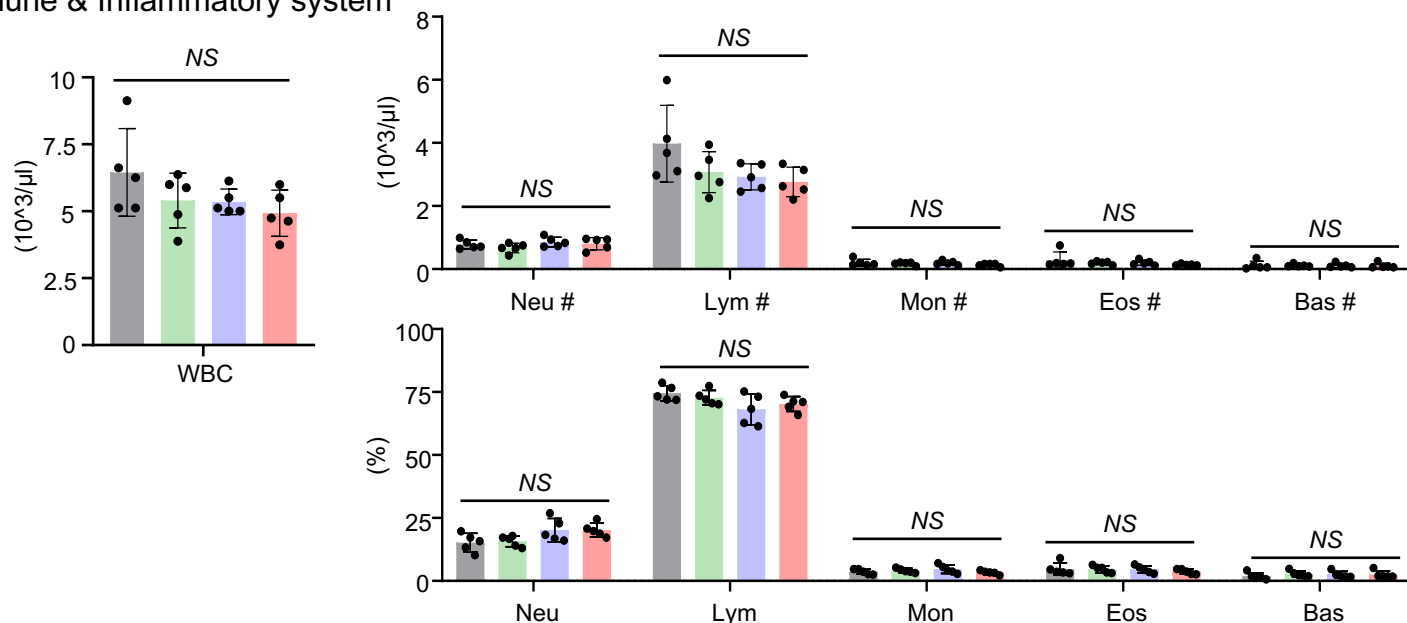 & Inflammatory system
NS
10
7.5
5
2.5
0
(10^3/µl)
WBC
8
6
4
2
0
(10^3/µl)
NS
NS
NS
NS
NS
Neu #
Lym #
Mon #
Eos #
Bas #
100
75
50
25
0
(%)
NS
NS
NS
NS
NS
Neu
Lym
Mon
Eos
Bas